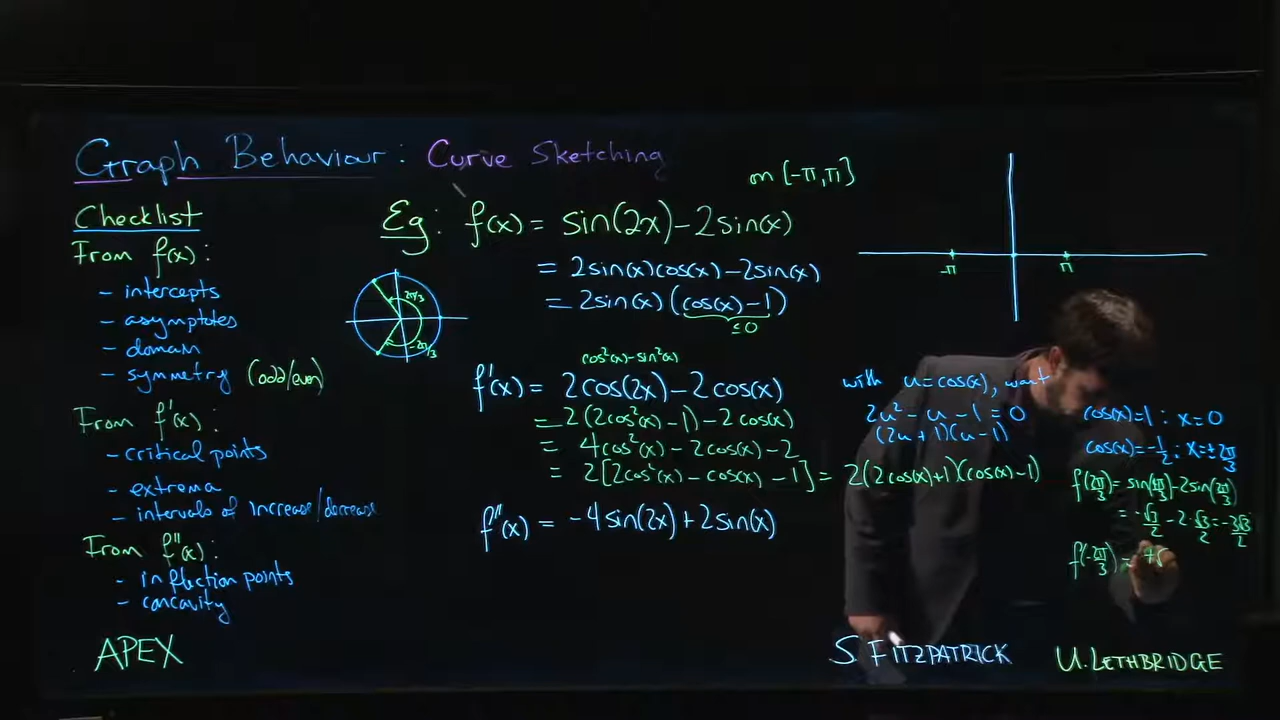 Graph Behaviour: Curve Sketching
Checklist
From f(x):
- intercepts
- asymptotes
- domain
- symmetry (odd/even)
From f'(x):
- critical points
- extrema
- intervals of increase/decrease
From f''(x):
- inflection points
- concavity
APEX
on [-π,π]
Eg: f(x) = sin(2x)-2sin(x)
= 2sin(x)cos(x)-2sin(x)
= 2sin(x)(cos(x)-1)
≤0
2π/3
-2π/3
cos²(x)-sin²(x)
f'(x) = 2cos(2x)-2cos(x)
= 2(2cos²(x)-1)-2cos(x)
= 4cos²(x)-2cos(x)-2
= 2[2cos²(x)-cos(x)-1] = 2(2cos(x)+1)(cos(x)-1)
f''(x) = -4sin(2x)+2sin(x)
-π
π
with u=cos(x), want
2u²-u-1=0
(2u+1)(u-1)
cos(x)=1: x=0
cos(x)=-1/2: x=±2π/3
f(2π/3)=sin(4π/3)-2sin(2π/3)
= -√3/2 -2·√3/2 = -3√3/2
f(-2π/3) =
S. FITZPATRICK
U. LETHBRIDGE